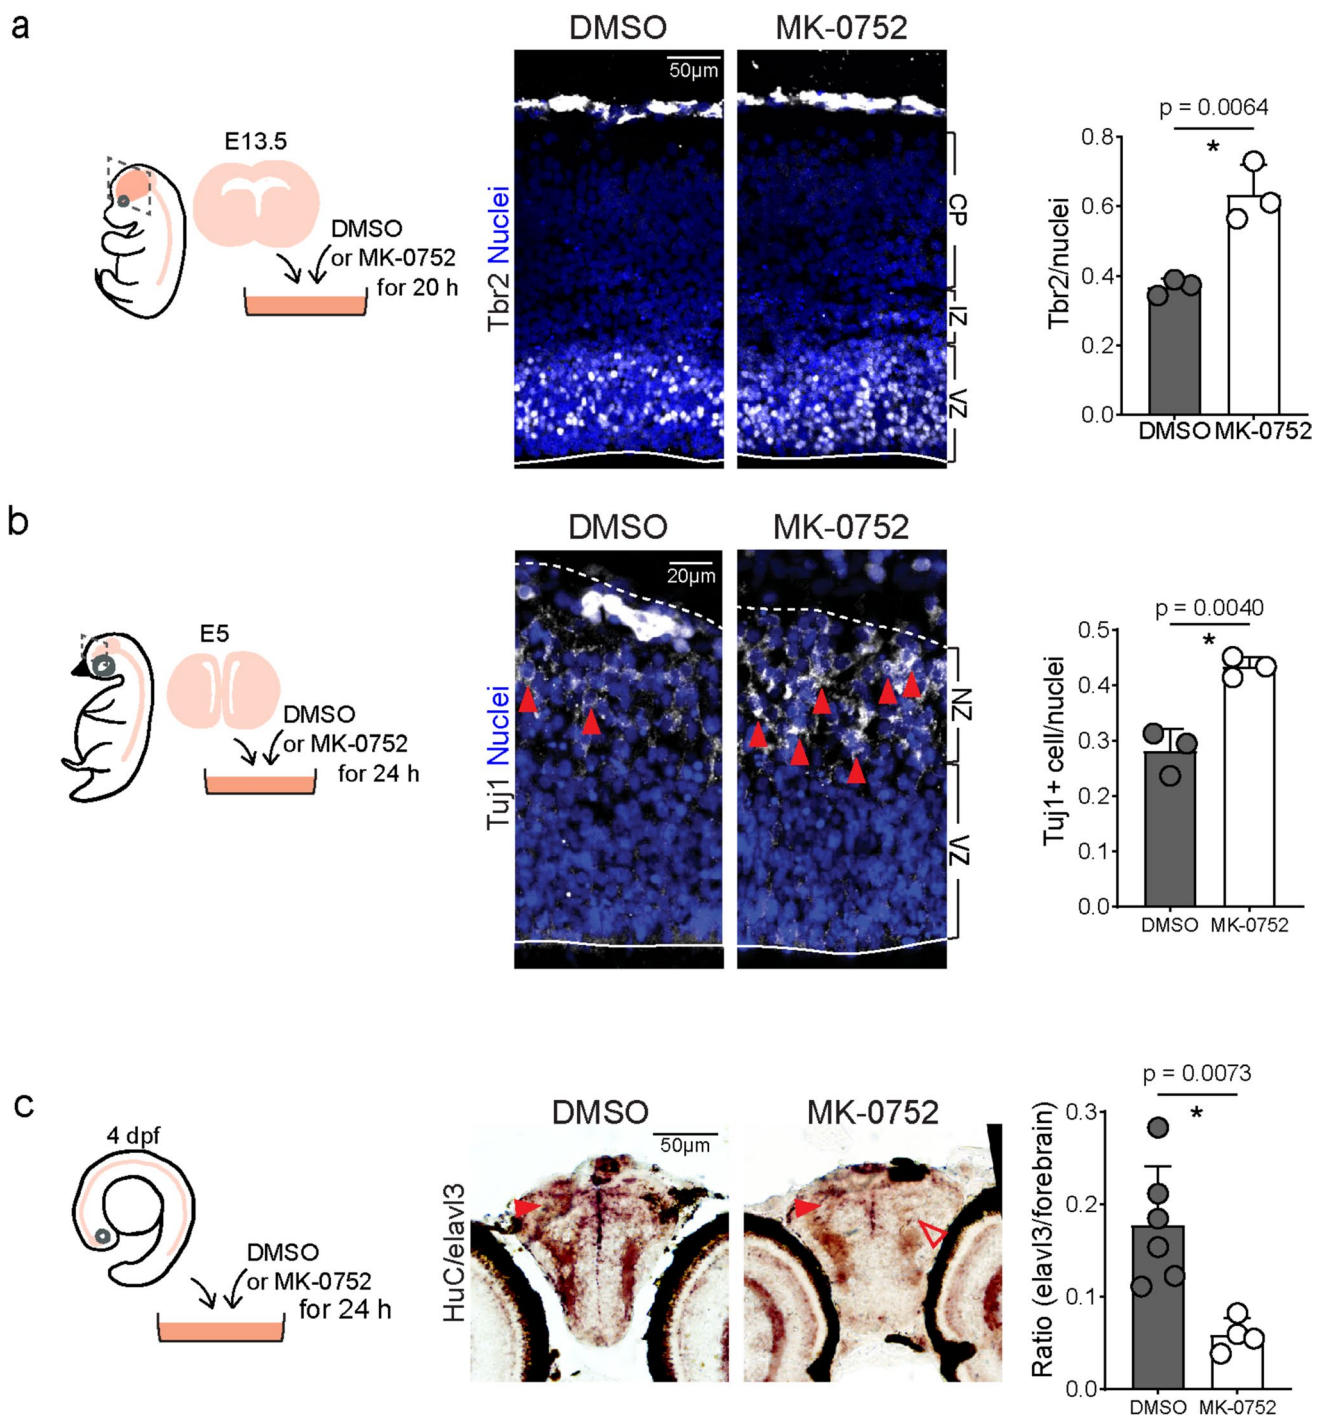 a
DMSO
MK-0752
50µm
E13.5
DMSO
or MK-0752
for 20 h
Tbr2 Nuclei
CP
IZ
VZ
p = 0.0064
*
Tbr2/nuclei
0.8
0.6
0.4
0.2
0.0
DMSO
MK-0752
b
DMSO
MK-0752
20µm
E5
DMSO
or MK-0752
for 24 h
Tuj1 Nuclei
NZ
VZ
p = 0.0040
*
Tuj1+ cell/nuclei
0.5
0.4
0.3
0.2
0.1
0.0
DMSO
MK-0752
c
DMSO
MK-0752
50µm
4 dpf
DMSO
or MK-0752
for 24 h
HuC/elavl3
p = 0.0073
*
Ratio (elavl3/forebrain)
0.3
0.2
0.1
0.0
DMSO
MK-0752